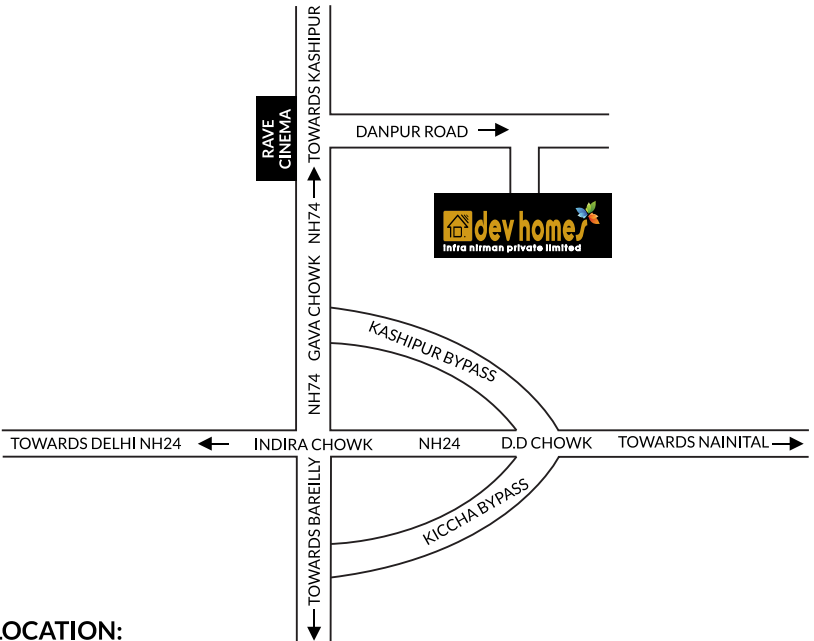 TOWARDS KASHIPUR
RAVE
CINEMA
DANPUR ROAD
dev homes
infra nirman private limited
NH74
GAVA CHOWK
KASHIPUR BYPASS
NH74
TOWARDS DELHI NH24
INDIRA CHOWK
NH24
D.D CHOWK
TOWARDS NAINITAL
TOWARDS BAREILLY
KICCHA BYPASS
LOCATION: